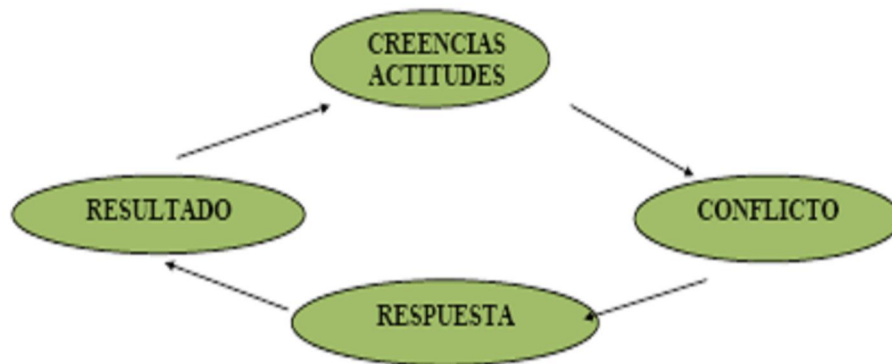 CREENCIAS
ACTITUDES
RESULTADO
CONFLICTO
RESPUESTA